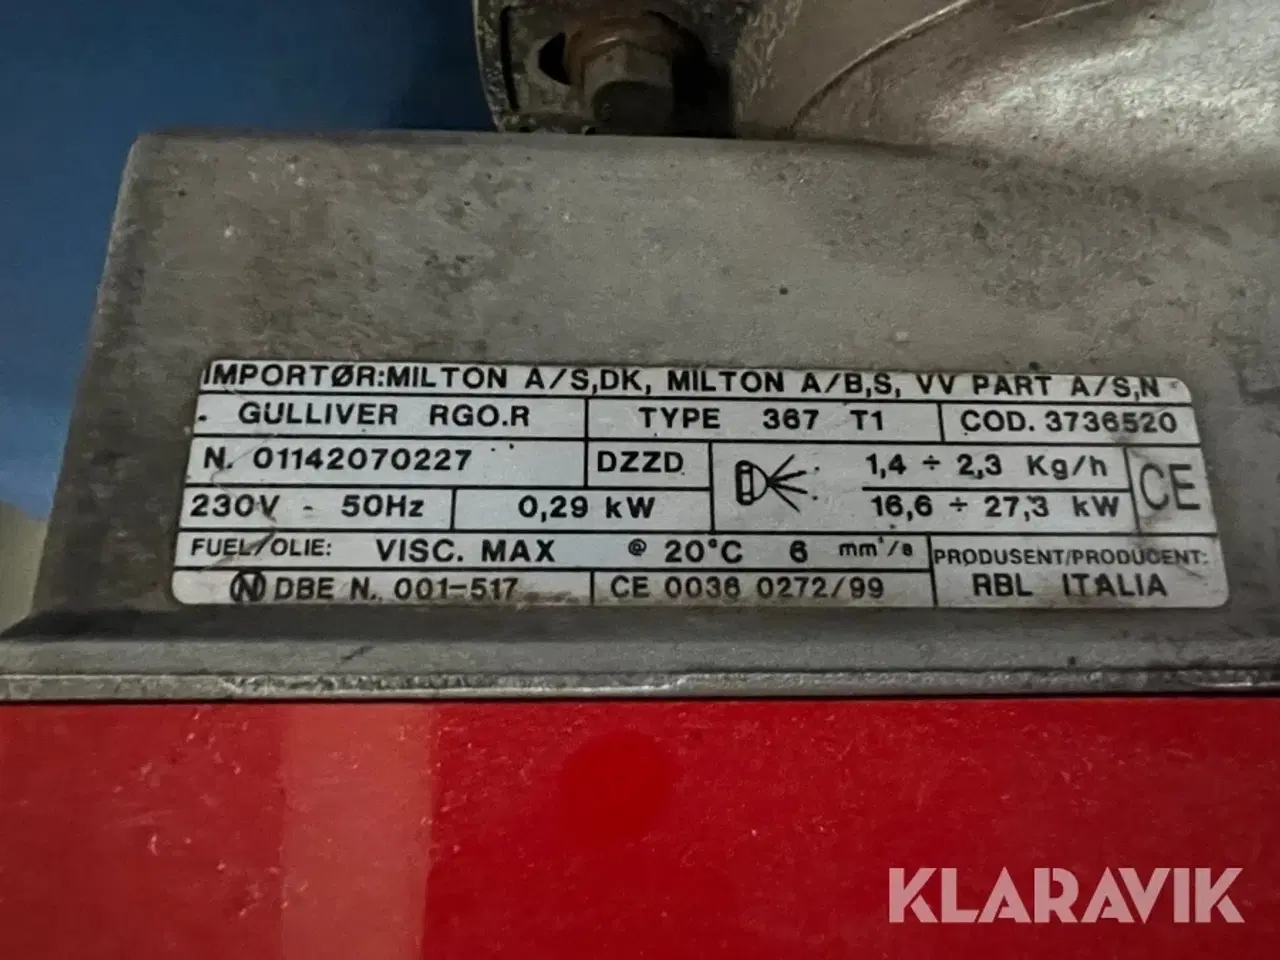 IMPORTØR:MILTON A/S,DK, MILTON A/B,S, VV PART A/S,N
GULLIVER RGO.R TYPE 367 T1 COD. 3736520
N. 01142070227 DZZD 1,4 ÷ 2,3 Kg/h CE
230V - 50Hz 0,29 kW 16,6 ÷ 27,3 kW
FUEL/OLIE: VISC. MAX @ 20°C 6 mm²/s PRODUSENT/PRODUCENT:
N DBE N. 001-517 CE 0036 0272/99 RBL ITALIA
KLARAVIK